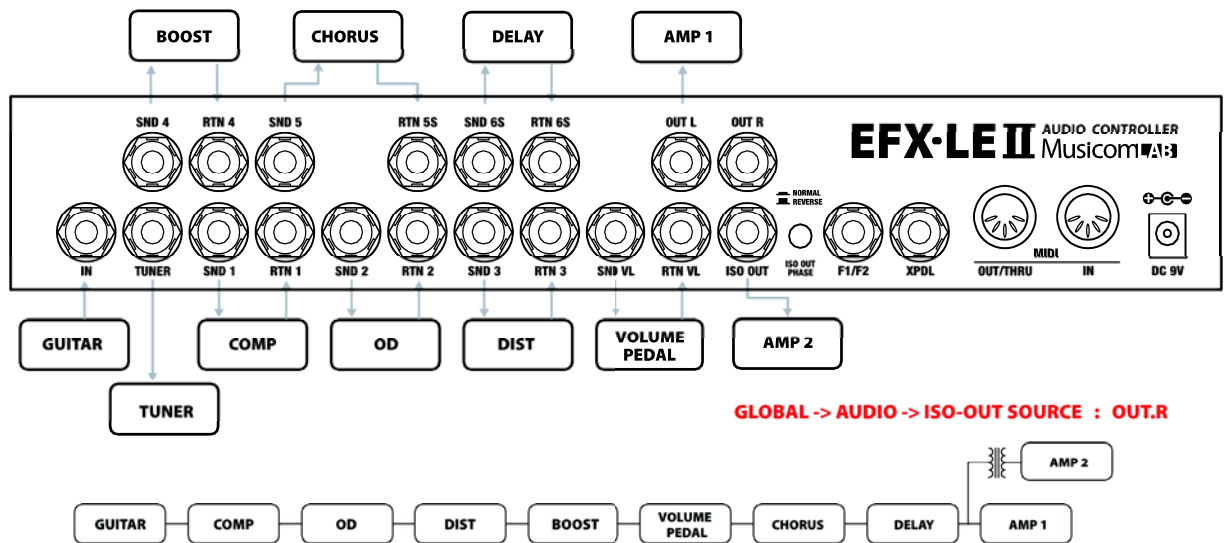 BOOST CHORUS DELAY AMP 1
SND 4 RTN 4 SND 5 RTN 5S SND 6S RTN 6S OUT L OUT R
EFX·LE II AUDIO CONTROLLER
MusicomLAB
NORMAL
REVERSE
IN TUNER SND 1 RTN 1 SND 2 RTN 2 SND 3 RTN 3 SND VL RTN VL ISO OUT ISO OUT PHASE F1/F2 XPDL
MIDI
OUT/THRU IN DC 9V
GUITAR COMP OD DIST VOLUME PEDAL AMP 2
TUNER
GLOBAL -> AUDIO -> ISO-OUT SOURCE : OUT.R
AMP 2
GUITAR COMP OD DIST BOOST VOLUME PEDAL CHORUS DELAY AMP 1